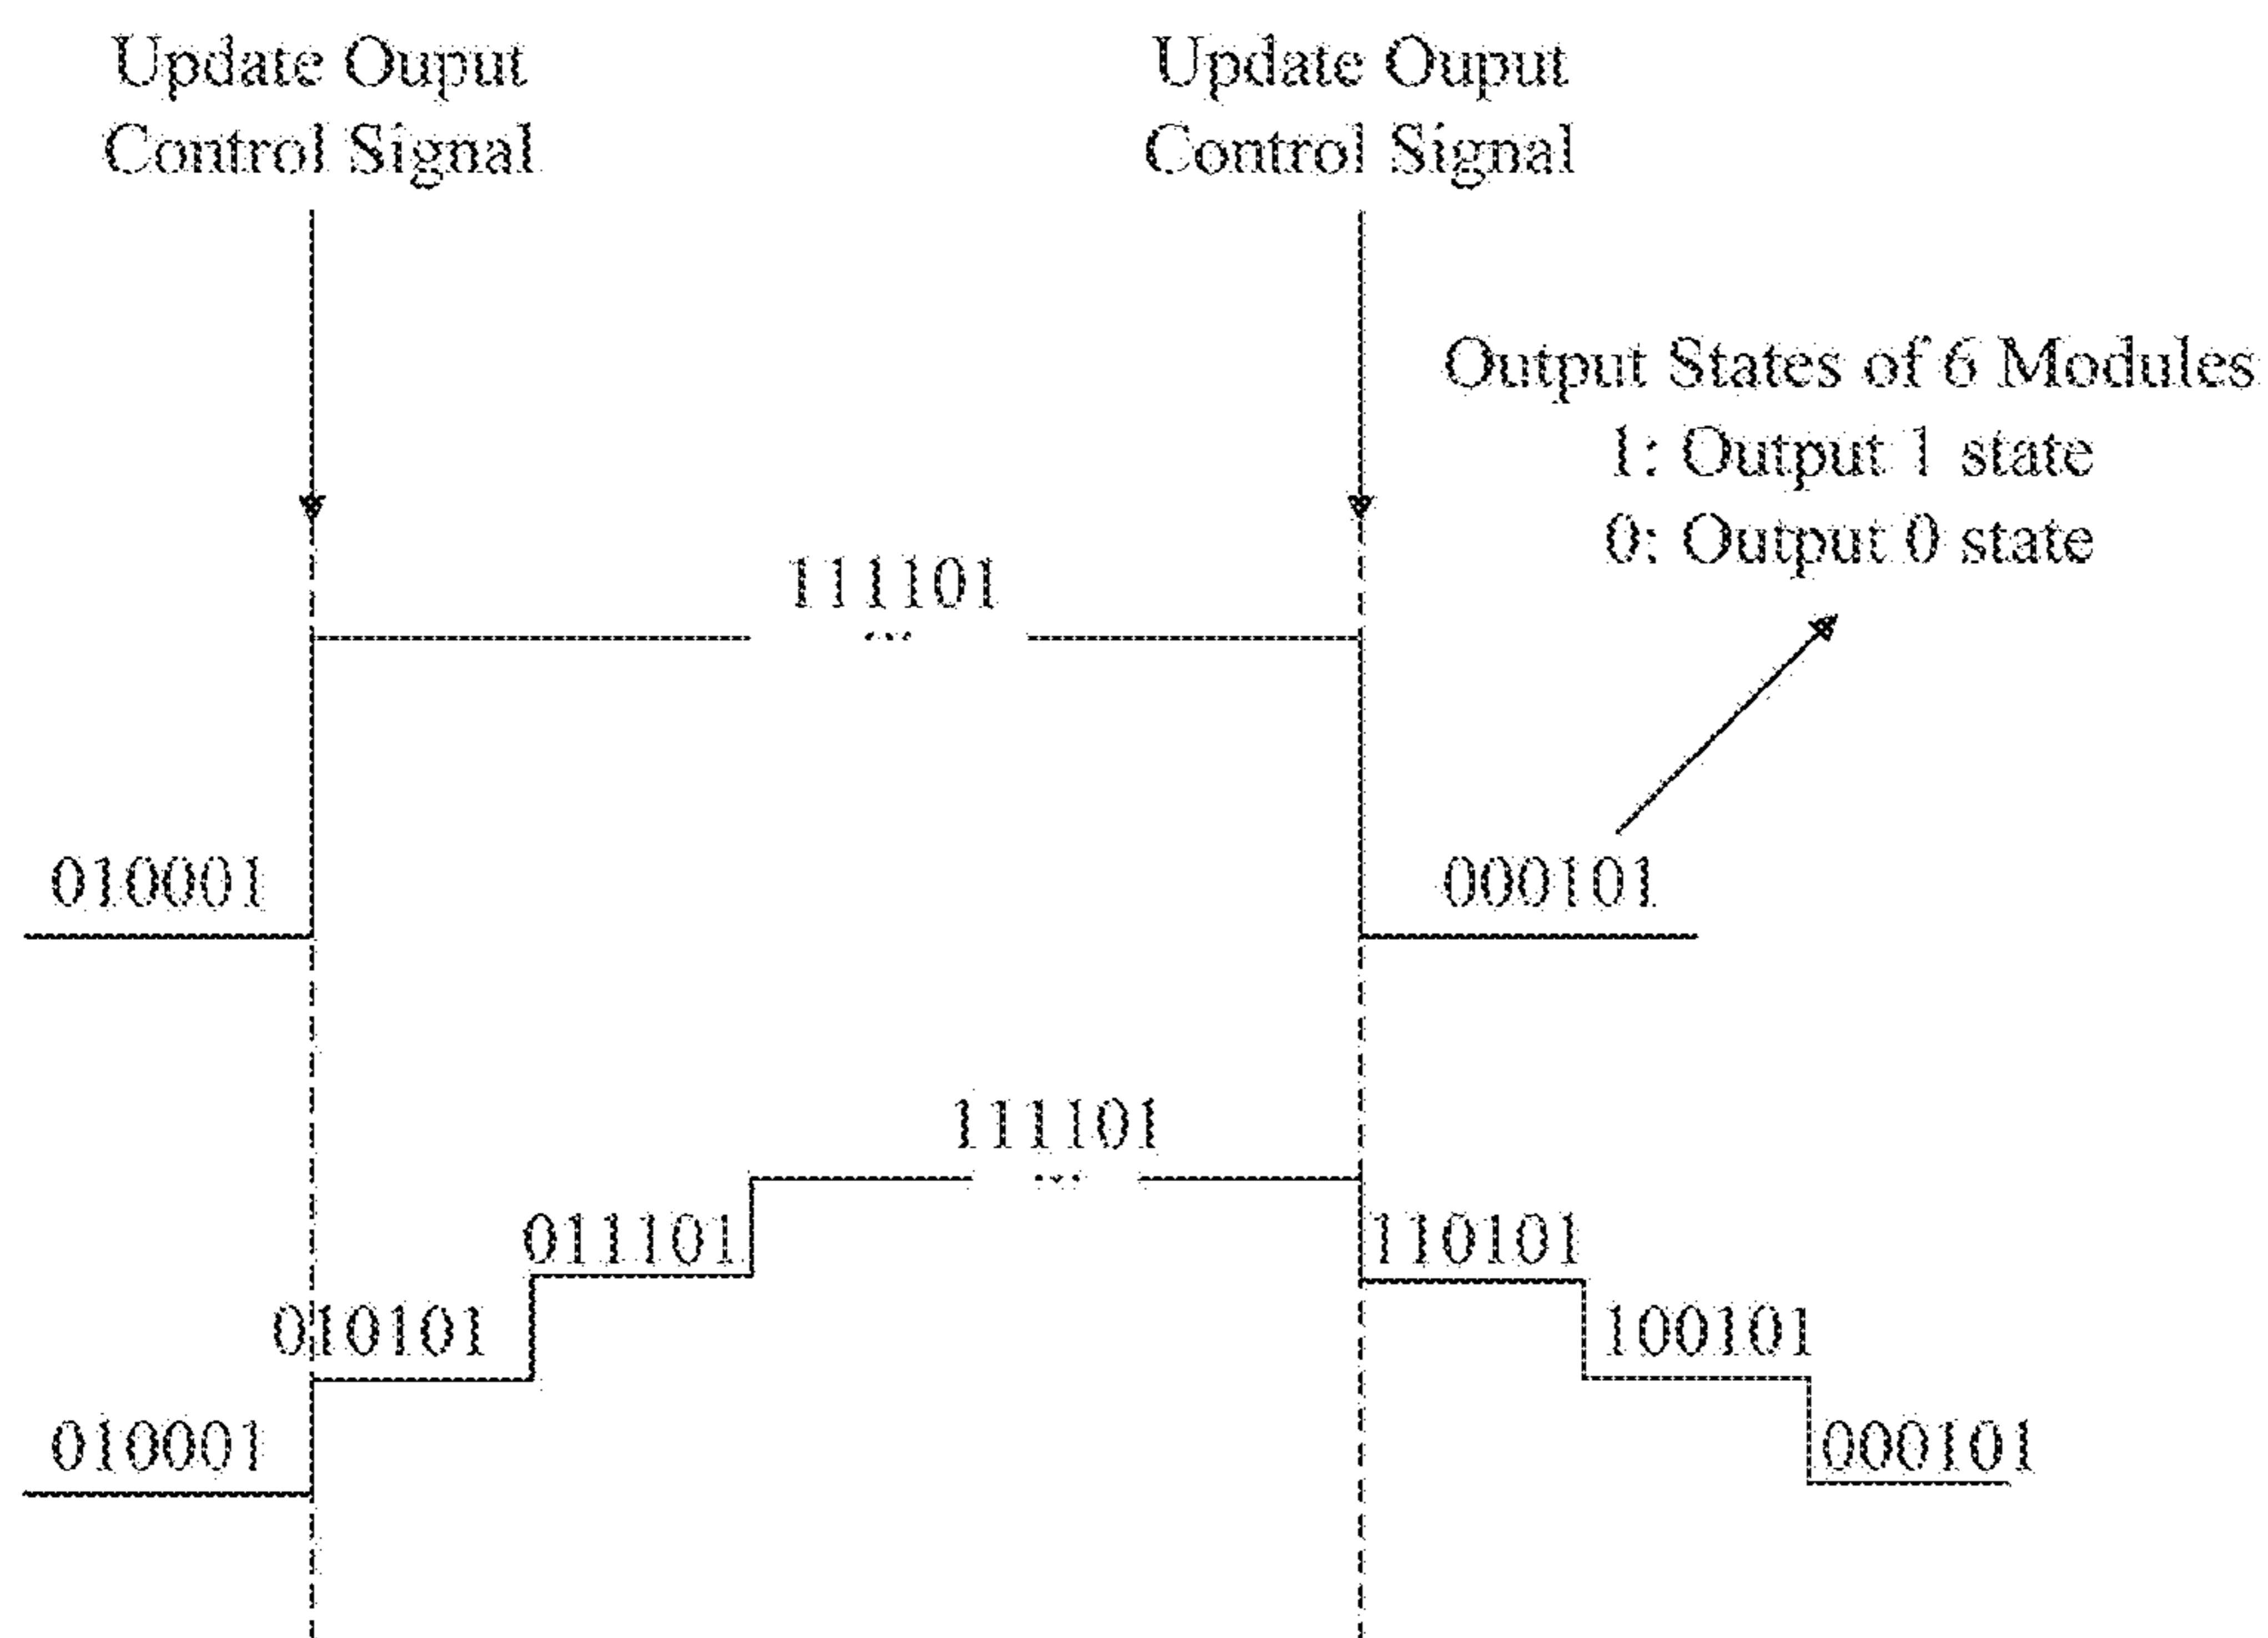 Update Ouput
Control Signal
Update Ouput
Control Signal
Output States of 6 Modules
1: Output 1 state
0: Output 0 state
111101
010001
000101
111101
011101
110101
010101
100101
010001
000101